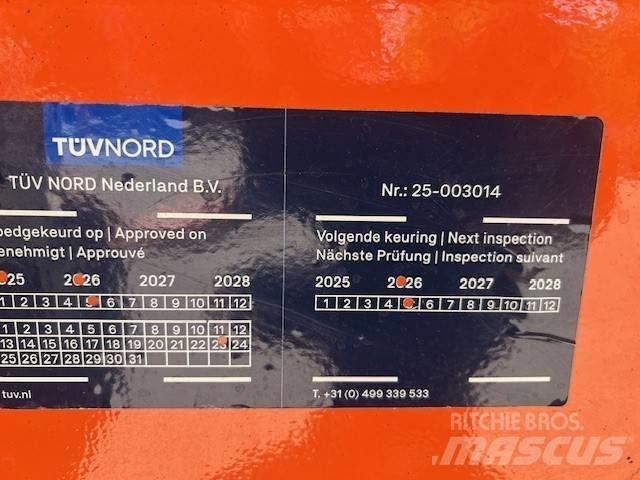 TÜVNORD
TÜV NORD Nederland B.V.
edgekeurd op | Approved on
enehmigt | Approuvé
25 2026 2027 2028
1 2 3 4 5 6 7 8 9 10 11 12
1 2 3 4 5 6 7 8 9 10 11 12
13 14 15 16 17 18 19 20 21 22 23 24
25 26 27 28 29 30 31
tuv.nl
Nr.: 25-003014
Volgende keuring | Next inspection
Nächste Prüfung | Inspection suivant
2025 2026 2027 2028
1 2 3 4 5 6 7 8 9 10 11 12
T. +31 (0) 499 339 533
RITCHIE BROS.
MASCUS